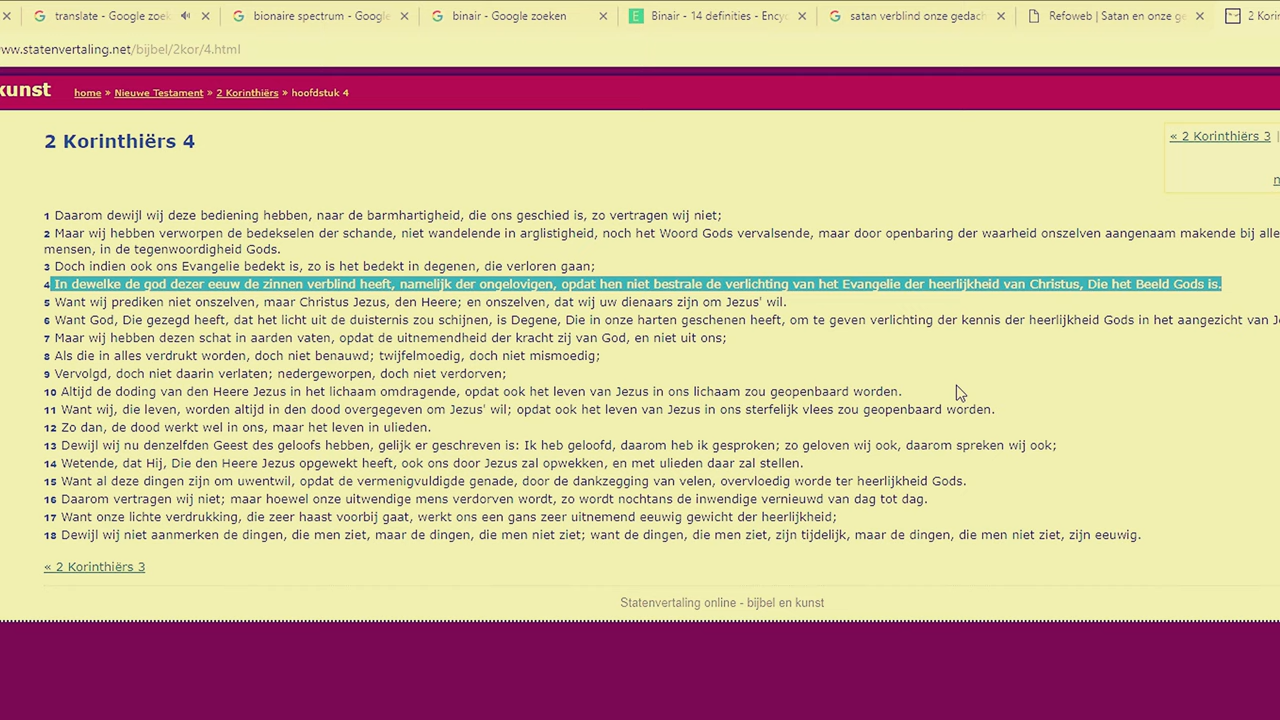 translate - Google zoek
bionaire spectrum - Google
binair - Google zoeken
Binair - 14 definities - Ency
satan verblind onze gedach
Refoweb | Satan en onze ge
2 Kori
www.statenvertaling.net/bijbel/2kor/4.html
kunst home » Nieuwe Testament » 2 Korinthiërs » hoofdstuk 4
2 Korinthiërs 4
« 2 Korinthiërs 3 |
1 Daarom dewijl wij deze bediening hebben, naar de barmhartigheid, die ons geschied is, zo vertragen wij niet;
2 Maar wij hebben verworpen de bedekselen der schande, niet wandelende in arglistigheid, noch het Woord Gods vervalsende, maar door openbaring der waarheid onszelven aangenaam makende bij alle
mensen, in de tegenwoordigheid Gods.
3 Doch indien ook ons Evangelie bedekt is, zo is het bedekt in degenen, die verloren gaan;
4 In dewelke de god dezer eeuw de zinnen verblind heeft, namelijk der ongelovigen, opdat hen niet bestrale de verlichting van het Evangelie der heerlijkheid van Christus, Die het Beeld Gods is.
5 Want wij prediken niet onszelven, maar Christus Jezus, den Heere; en onszelven, dat wij uw dienaars zijn om Jezus' wil.
6 Want God, Die gezegd heeft, dat het licht uit de duisternis zou schijnen, is Degene, Die in onze harten geschenen heeft, om te geven verlichting der kennis der heerlijkheid Gods in het aangezicht van J
7 Maar wij hebben dezen schat in aarden vaten, opdat de uitnemendheid der kracht zij van God, en niet uit ons;
8 Als die in alles verdrukt worden, doch niet benauwd; twijfelmoedig, doch niet mismoedig;
9 Vervolgd, doch niet daarin verlaten; nedergeworpen, doch niet verdorven;
10 Altijd de doding van den Heere Jezus in het lichaam omdragende, opdat ook het leven van Jezus in ons lichaam zou geopenbaard worden.
11 Want wij, die leven, worden altijd in den dood overgegeven om Jezus' wil; opdat ook het leven van Jezus in ons sterfelijk vlees zou geopenbaard worden.
12 Zo dan, de dood werkt wel in ons, maar het leven in ulieden.
13 Dewijl wij nu denzelfden Geest des geloofs hebben, gelijk er geschreven is: Ik heb geloofd, daarom heb ik gesproken; zo geloven wij ook, daarom spreken wij ook;
14 Wetende, dat Hij, Die den Heere Jezus opgewekt heeft, ook ons door Jezus zal opwekken, en met ulieden daar zal stellen.
15 Want al deze dingen zijn om uwentwil, opdat de vermenigvuldigde genade, door de dankzegging van velen, overvloedig worde ter heerlijkheid Gods.
16 Daarom vertragen wij niet; maar hoewel onze uitwendige mens verdorven wordt, zo wordt nochtans de inwendige vernieuwd van dag tot dag.
17 Want onze lichte verdrukking, die zeer haast voorbij gaat, werkt ons een gans zeer uitnemend eeuwig gewicht der heerlijkheid;
18 Dewijl wij niet aanmerken de dingen, die men ziet, maar de dingen, die men niet ziet; want de dingen, die men ziet, zijn tijdelijk, maar de dingen, die men niet ziet, zijn eeuwig.
« 2 Korinthiërs 3
Statenvertaling online - bijbel en kunst